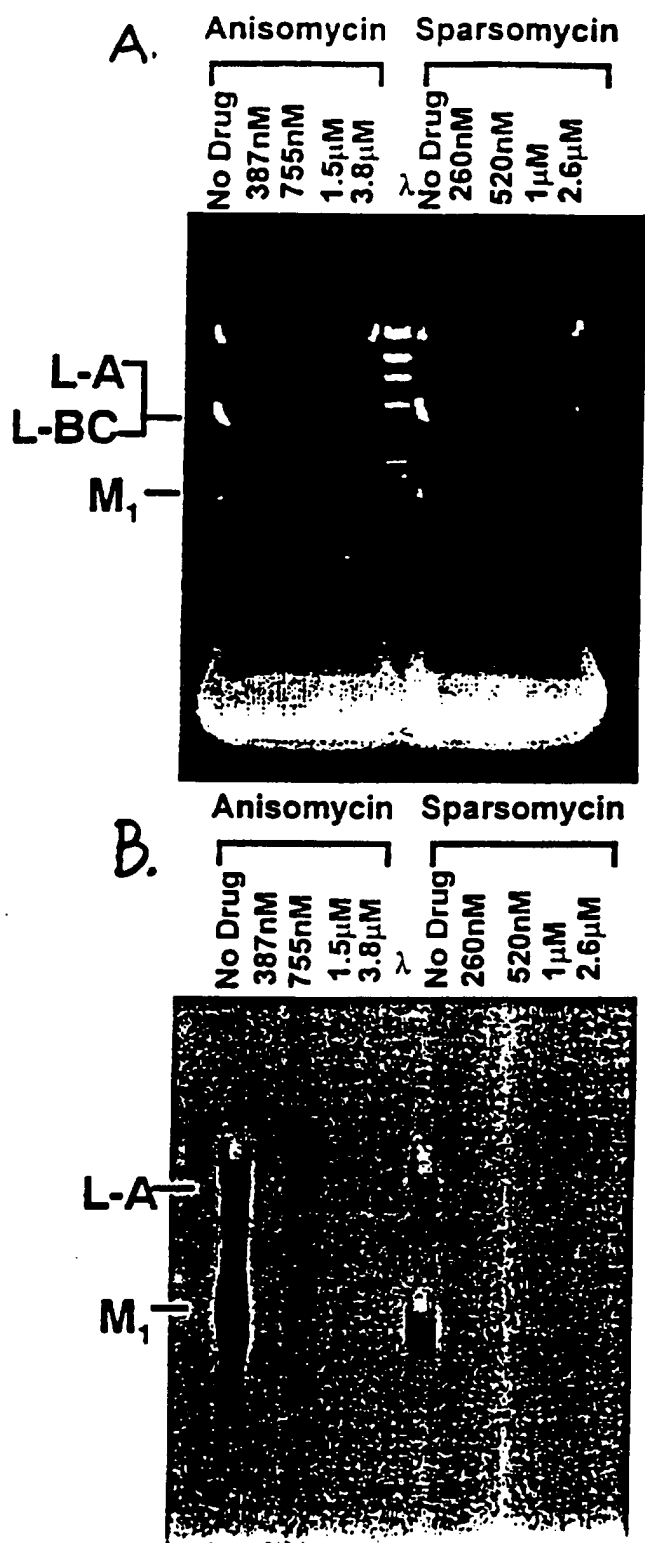 A.
Anisomycin Sparsomycin
No Drug 387nM 755nM 1.5μM 3.8μM λ No Drug 260nM 520nM 1μM 2.6μM
L-A
L-BC
M₁
B.
Anisomycin Sparsomycin
No Drug 387nM 755nM 1.5μM 3.8μM λ No Drug 260nM 520nM 1μM 2.6μM
L-A
M₁